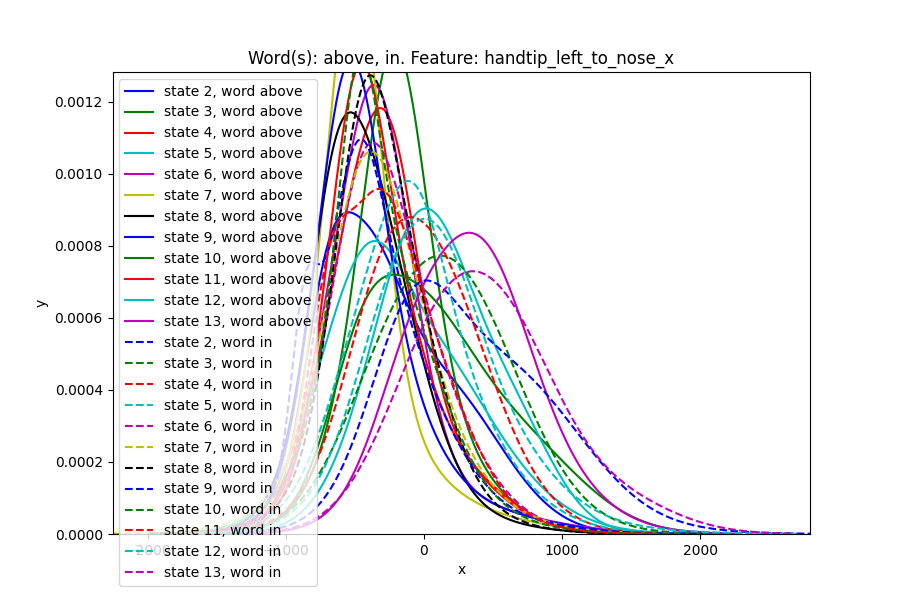 Word(s): above, in. Feature: handtip_left_to_nose_x
y
0.0012
0.0010
0.0008
0.0006
0.0004
0.0002
0.0000
state 2, word above
state 3, word above
state 4, word above
state 5, word above
state 6, word above
state 7, word above
state 8, word above
state 9, word above
state 10, word above
state 11, word above
state 12, word above
state 13, word above
state 2, word in
state 3, word in
state 4, word in
state 5, word in
state 6, word in
state 7, word in
state 8, word in
state 9, word in
state 10, word in
state 11, word in
state 12, word in
state 13, word in
−2000 −1000 0 1000 2000
x